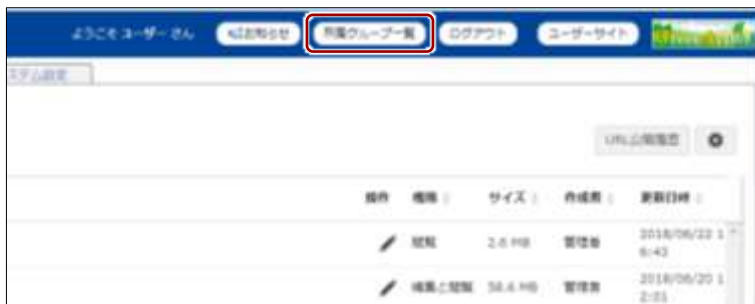 ようこそ ユーザー さん お知らせ 所属グループ一覧 ログアウト ユーザーサイト
ステム設定
URL公開履歴
操作 権限 サイズ 作成者 更新日時
閲覧 2.6 MB 管理者 2018/06/22 1
6:43
編集と閲覧 58.6 MB 管理者 2018/06/20 1
2:01